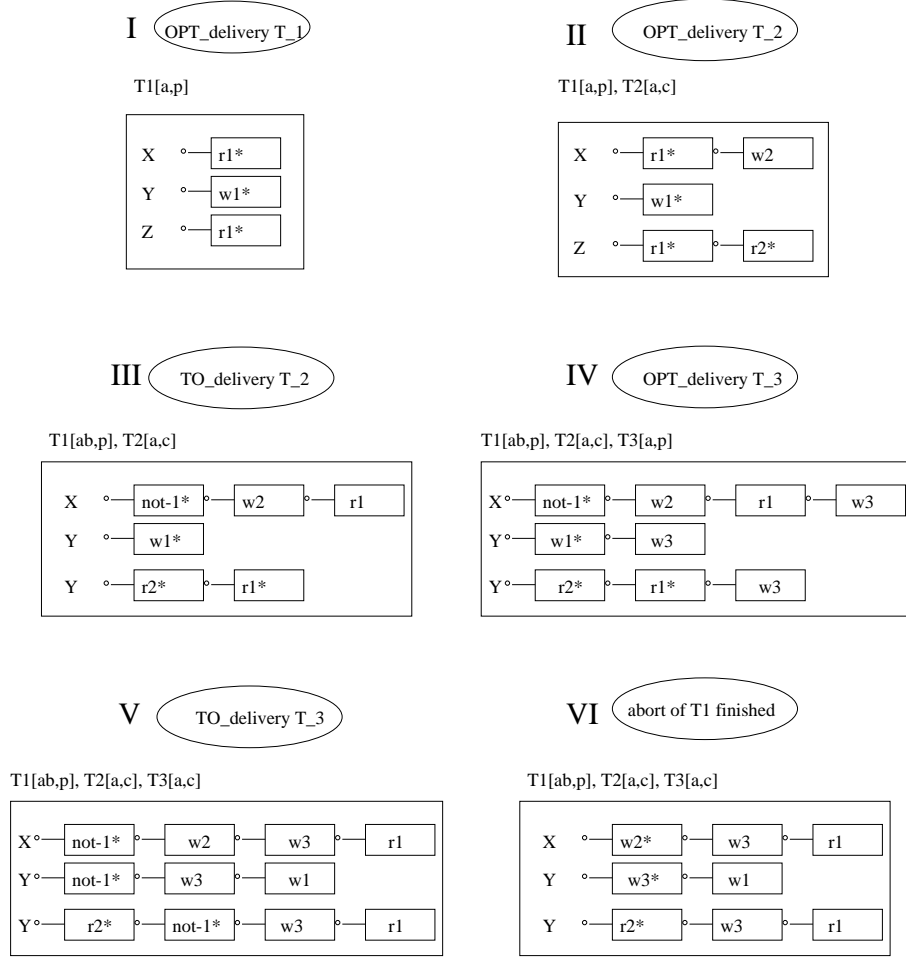 I OPT_delivery T_1
T1[a,p]
X r1*
Y w1*
Z r1*
II OPT_delivery T_2
T1[a,p], T2[a,c]
X r1* w2
Y w1*
Z r1* r2*
III TO_delivery T_2
T1[ab,p], T2[a,c]
X not-1* w2 r1
Y w1*
Y r2* r1*
IV OPT_delivery T_3
T1[ab,p], T2[a,c], T3[a,p]
X not-1* w2 r1 w3
Y w1* w3
Y r2* r1* w3
V TO_delivery T_3
T1[ab,p], T2[a,c], T3[a,c]
X not-1* w2 w3 r1
Y not-1* w3 w1
Y r2* not-1* w3 r1
VI abort of T1 finished
T1[ab,p], T2[a,c], T3[a,c]
X w2* w3 r1
Y w3* w1
Y r2* w3 r1